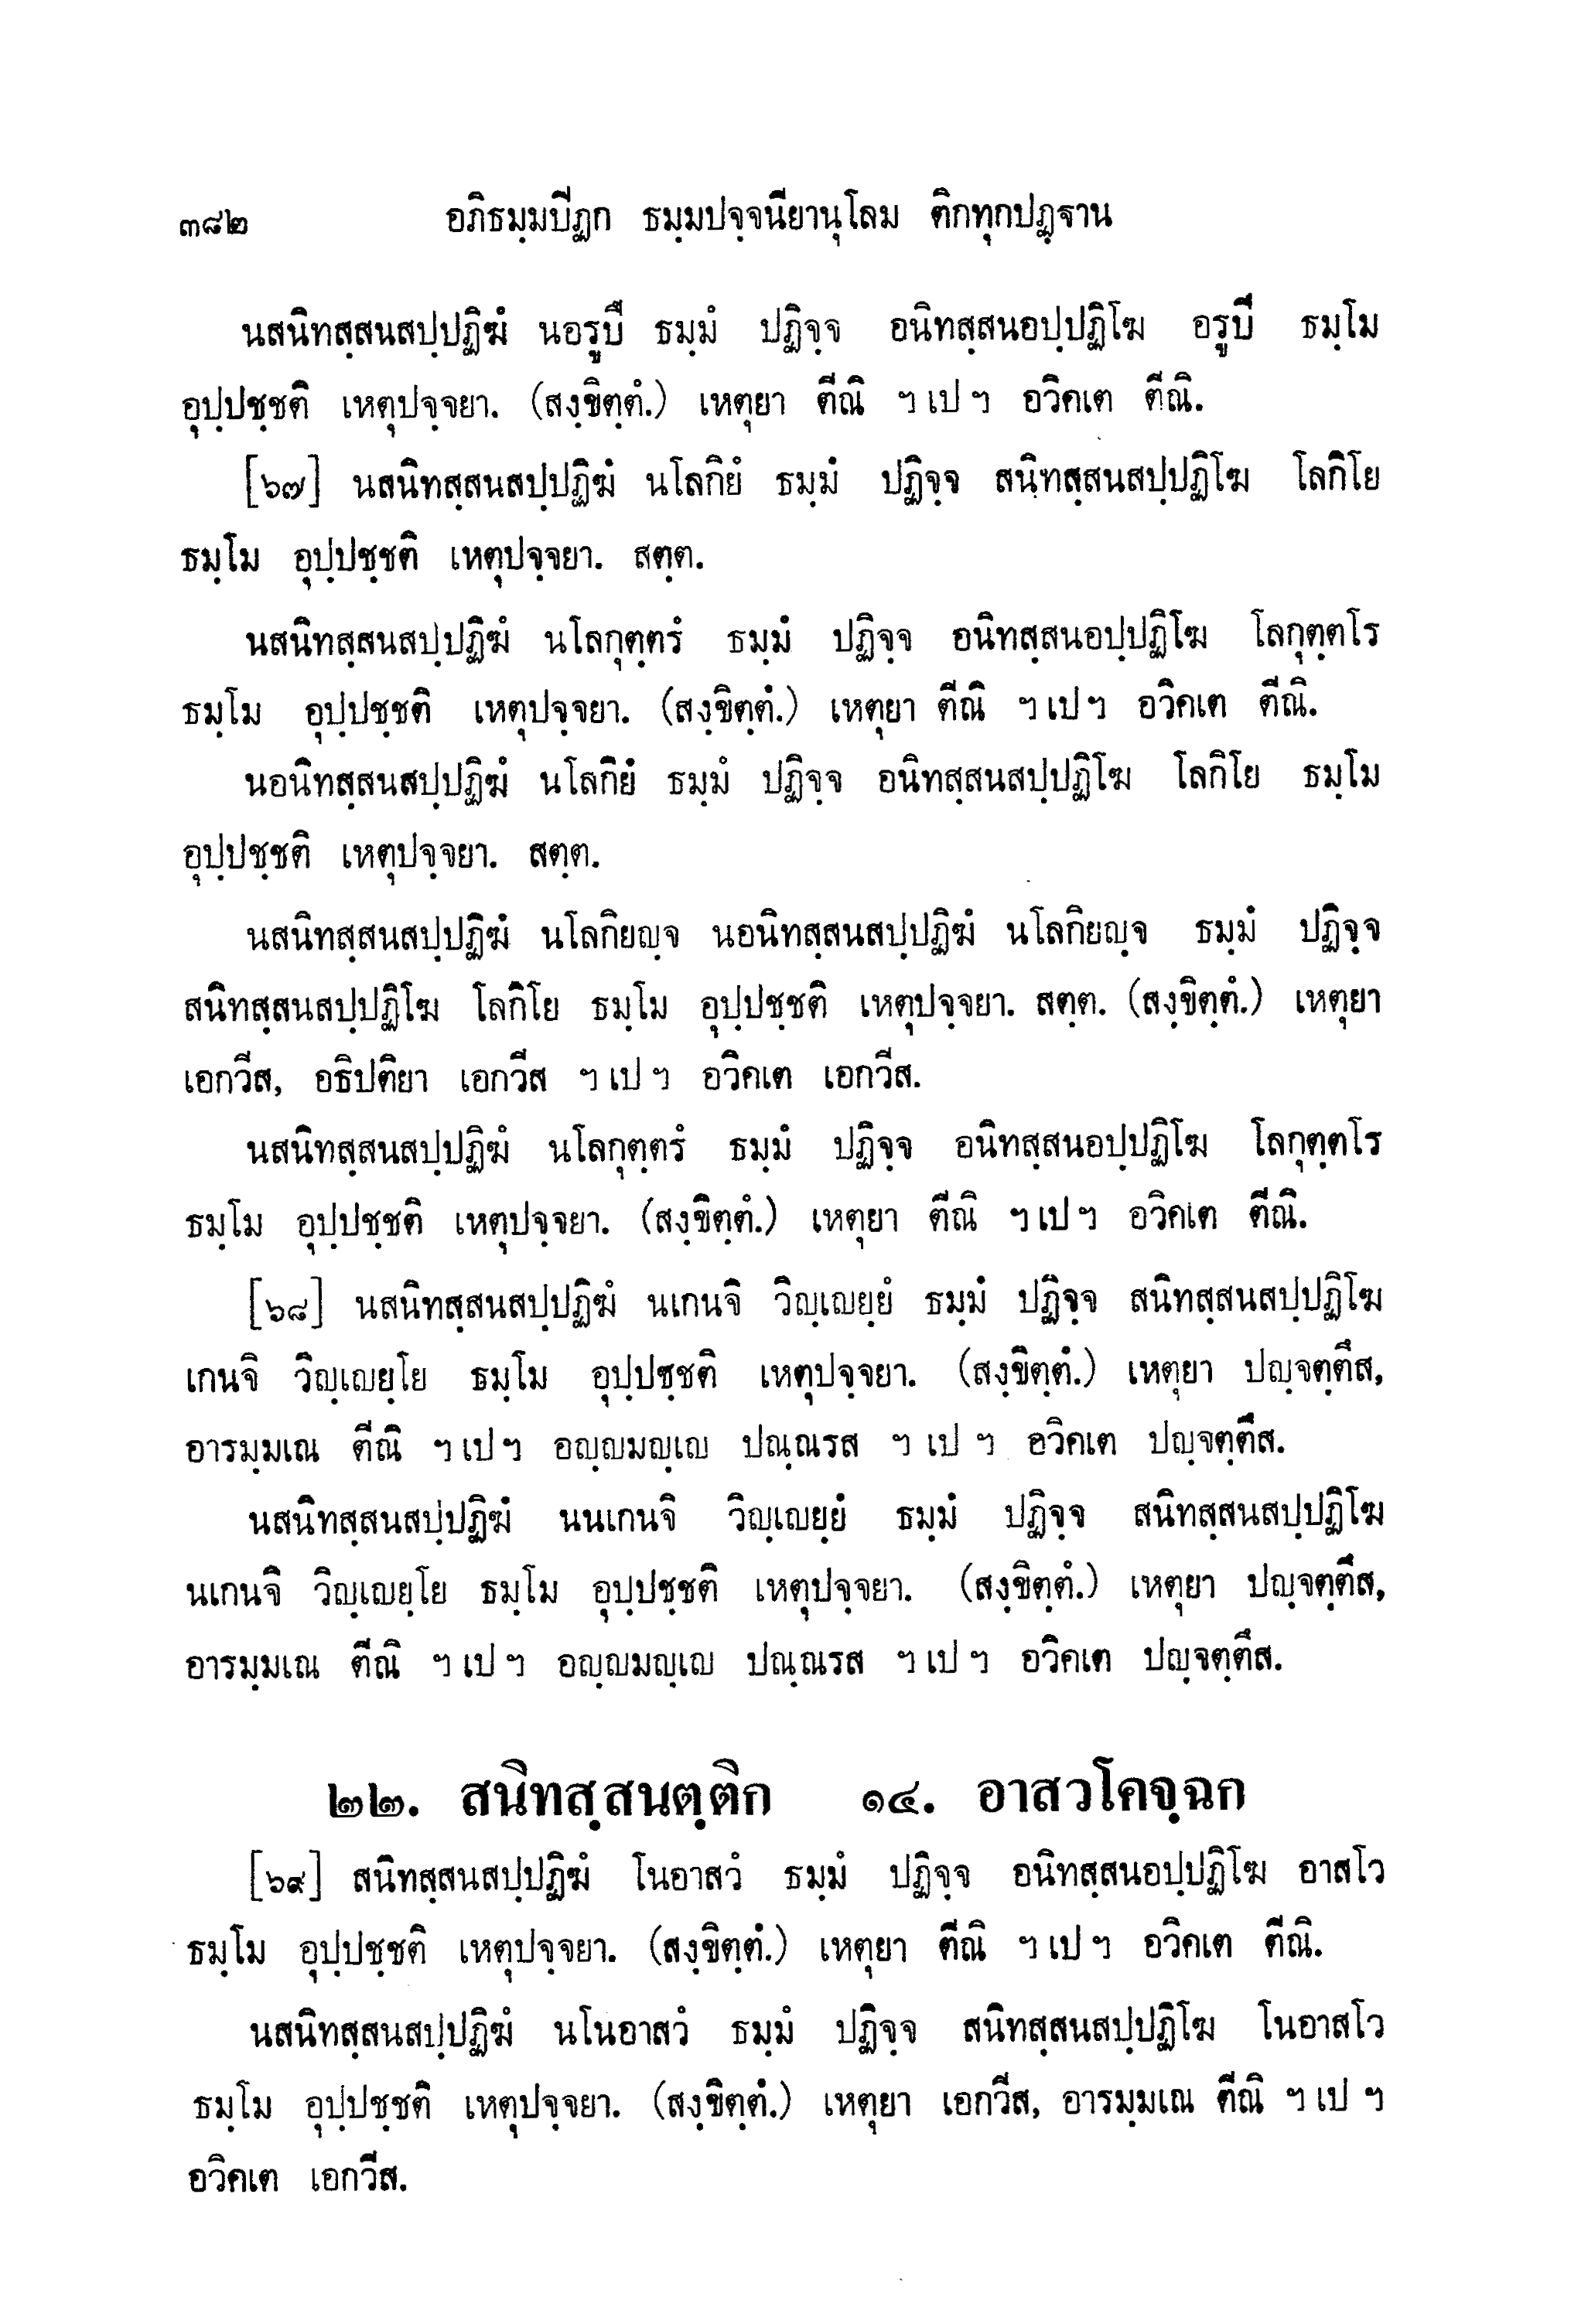 ๓๘๒ อภิธมฺมปีฏก ธมฺมปจฺจนียานุโลม ติกทุกปฏฺฐาน
นสนิทสฺสนสปฺปฏิฆํ นอรูปึ ธมฺมํ ปฏิจฺจ อนิทสฺสนอปฺปฏิโฆ อรูปี ธมฺโม
อุปฺปชฺชติ เหตุปจฺจยา. (สงฺขิตฺตํ.) เหตุยา ตีณิ ฯ เป ฯ อวิคเต ตีณิ.
[๖๗] นสนิทสฺสนสปฺปฏิฆํ นโลกิยํ ธมฺมํ ปฏิจฺจ สนิทสฺสนสปฺปฏิโฆ โลกิโย
ธมฺโม อุปฺปชฺชติ เหตุปจฺจยา. สตฺต.
นสนิทสฺสนสปฺปฏิฆํ นโลกุตฺตรํ ธมฺมํ ปฏิจฺจ อนิทสฺสนอปฺปฏิโฆ โลกุตฺตโร
ธมฺโม อุปฺปชฺชติ เหตุปจฺจยา. (สงฺขิตฺตํ.) เหตุยา ตีณิ ฯ เป ฯ อวิคเต ตีณิ.
นอนิทสฺสนสปฺปฏิฆํ นโลกิยํ ธมฺมํ ปฏิจฺจ อนิทสฺสนสปฺปฏิโฆ โลกิโย ธมฺโม
อุปฺปชฺชติ เหตุปจฺจยา. สตฺต.
นสนิทสฺสนสปฺปฏิฆํ นโลกิยญฺจ นอนิทสฺสนสปฺปฏิฆํ นโลกิยญฺจ ธมฺมํ ปฏิจฺจ
สนิทสฺสนสปฺปฏิโฆ โลกิโย ธมฺโม อุปฺปชฺชติ เหตุปจฺจยา. สตฺต. (สงฺขิตฺตํ.) เหตุยา
เอกวีส, อธิปติยา เอกวีส ฯ เป ฯ อวิคเต เอกวีส.
นสนิทสฺสนสปฺปฏิฆํ นโลกุตฺตรํ ธมฺมํ ปฏิจฺจ อนิทสฺสนอปฺปฏิโฆ โลกุตฺตโร
ธมฺโม อุปฺปชฺชติ เหตุปจฺจยา. (สงฺขิตฺตํ.) เหตุยา ตีณิ ฯ เป ฯ อวิคเต ตีณิ.
[๖๘] นสนิทสฺสนสปฺปฏิฆํ นเกนจิ วิญฺเญยฺยํ ธมฺมํ ปฏิจฺจ สนิทสฺสนสปฺปฏิโฆ
เกนจิ วิญฺเญยฺโย ธมฺโม อุปฺปชฺชติ เหตุปจฺจยา. (สงฺขิตฺตํ.) เหตุยา ปญฺจตฺตึส,
อารมฺมเณ ตีณิ ฯ เป ฯ อญฺญมญฺเญ ปณฺณรส ฯ เป ฯ อวิคเต ปญฺจตฺตึส.
นสนิทสฺสนสปฺปฏิฆํ นนเกนจิ วิญฺเญยฺยํ ธมฺมํ ปฏิจฺจ สนิทสฺสนสปฺปฏิโฆ
นเกนจิ วิญฺเญยฺโย ธมฺโม อุปฺปชฺชติ เหตุปจฺจยา. (สงฺขิตฺตํ.) เหตุยา ปญฺจตฺตึส,
อารมฺมเณ ตีณิ ฯ เป ฯ อญฺญมญฺเญ ปณฺณรส ฯ เป ฯ อวิคเต ปญฺจตฺตึส.
๒๒. สนิทสฺสนตฺติก ๑๔. อาสวโคจฺฉก
[๖๙] สนิทสฺสนสปฺปฏิฆํ โนอาสวํ ธมฺมํ ปฏิจฺจ อนิทสฺสนอปฺปฏิโฆ อาสโว
ธมฺโม อุปฺปชฺชติ เหตุปจฺจยา. (สงฺขิตฺตํ.) เหตุยา ตีณิ ฯ เป ฯ อวิคเต ตีณิ.
นสนิทสฺสนสปฺปฏิฆํ นโนอาสวํ ธมฺมํ ปฏิจฺจ สนิทสฺสนสปฺปฏิโฆ โนอาสโว
ธมฺโม อุปฺปชฺชติ เหตุปจฺจยา. (สงฺขิตฺตํ.) เหตุยา เอกวีส, อารมฺมเณ ตีณิ ฯ เป ฯ
อวิคเต เอกวีส.